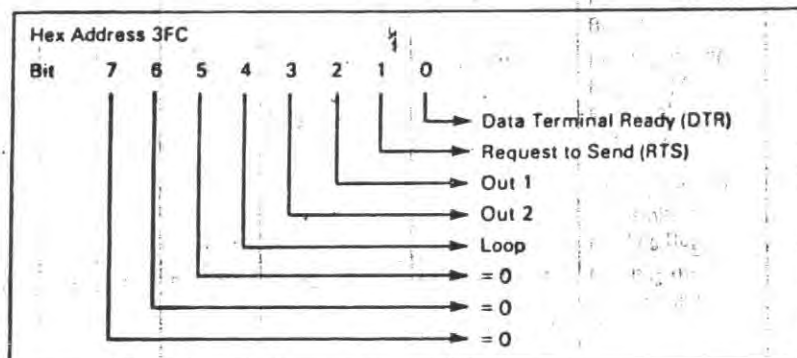 Hex Address 3FC
Bit 7 6 5 4 3 2 1 0
Data Terminal Ready (DTR)
Request to Send (RTS)
Out 1
Out 2
Loop
= 0
= 0
= 0